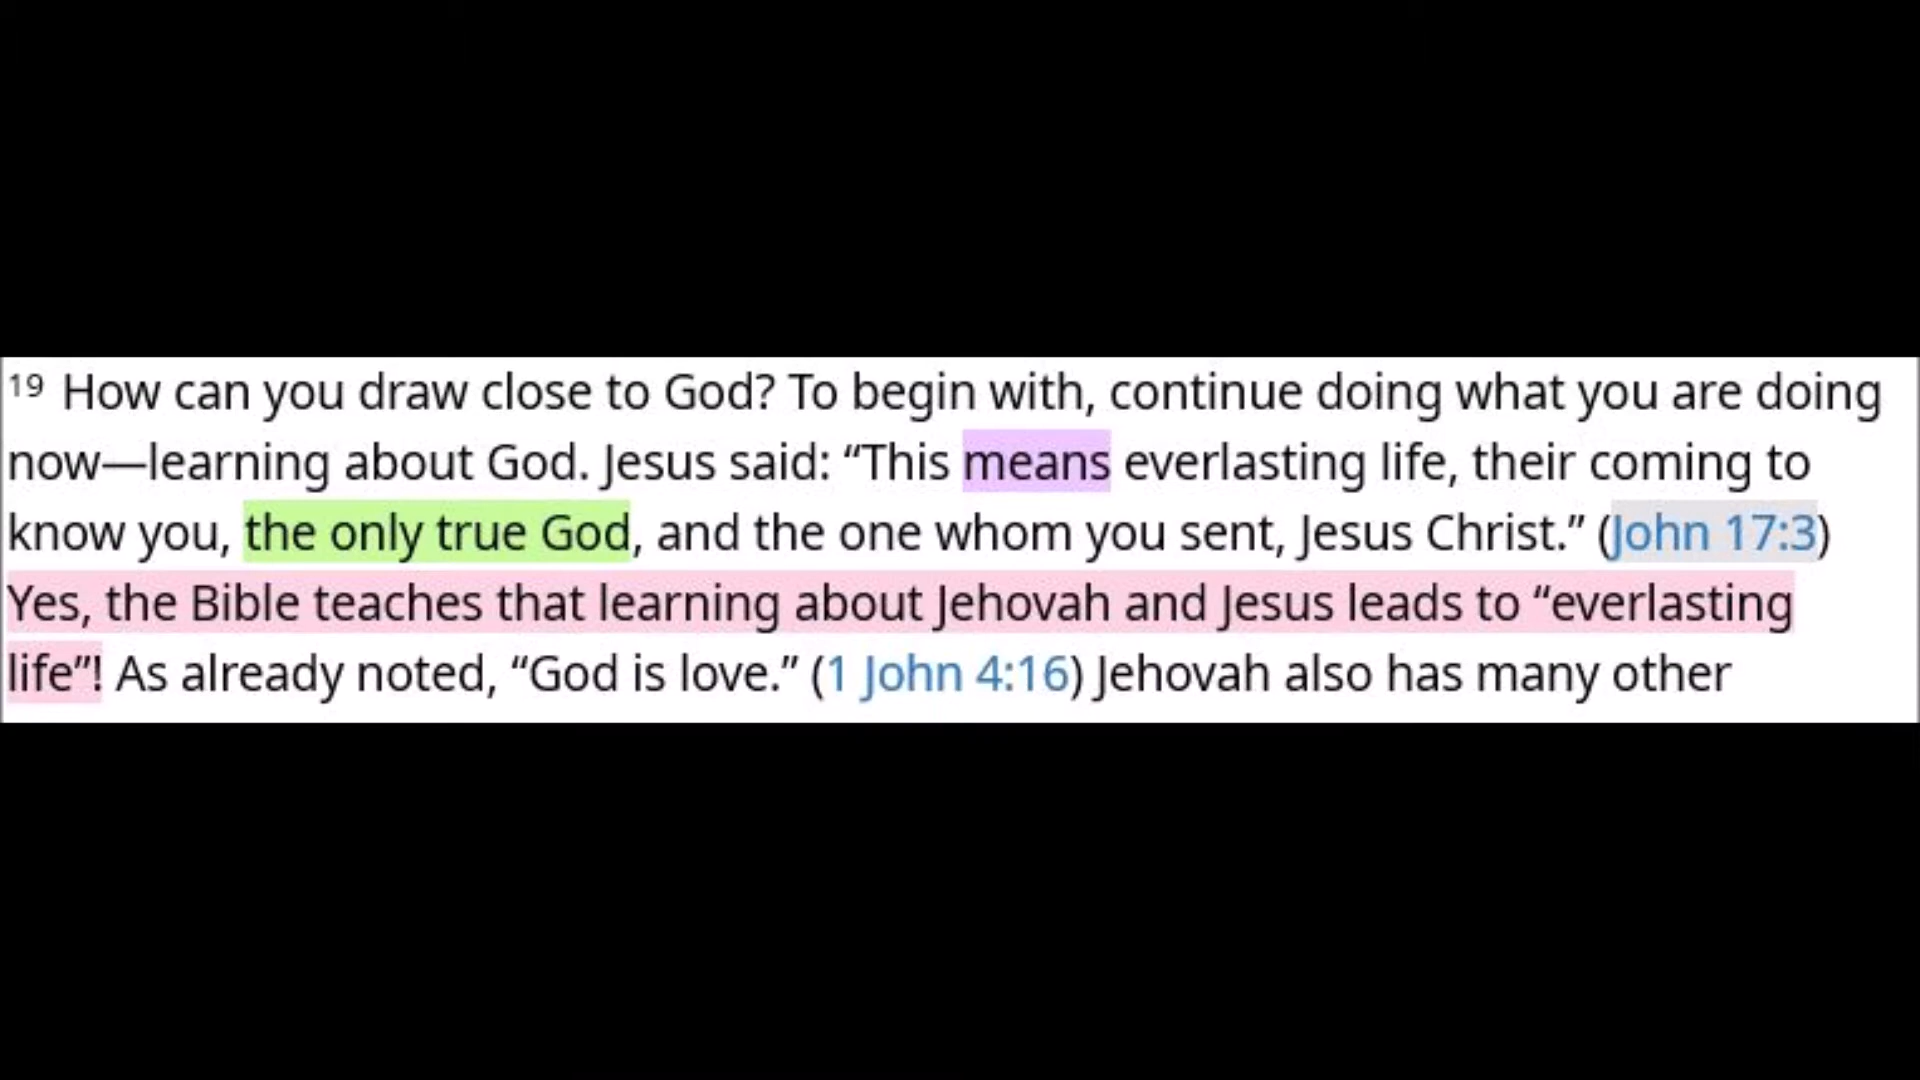 19 How can you draw close to God? To begin with, continue doing what you are doing
now—learning about God. Jesus said: “This means everlasting life, their coming to
know you, the only true God, and the one whom you sent, Jesus Christ.” (John 17:3)
Yes, the Bible teaches that learning about Jehovah and Jesus leads to “everlasting
life”! As already noted, “God is love.” (1 John 4:16) Jehovah also has many other